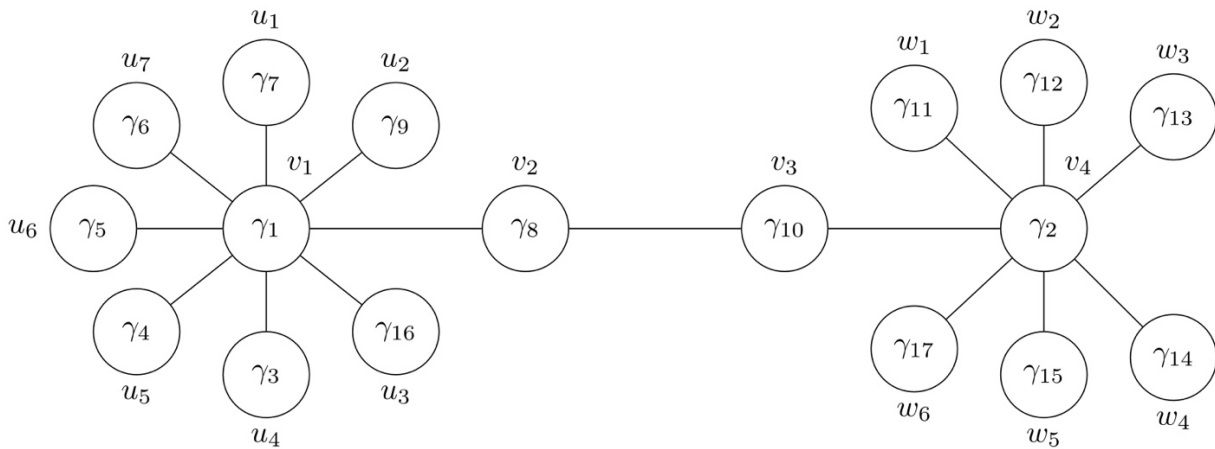 u₁ w₂
u₇ u₂ w₁ w₃
γ₇ γ₁₂
γ₆ γ₉ γ₁₁ γ₁₃
v₁ v₂ v₃ v₄
u₆ γ₅ γ₁ γ₈ γ₁₀ γ₂
γ₄ γ₁₆ γ₁₇ γ₁₄
γ₃ γ₁₅
u₅ u₃ w₆ w₄
u₄ w₅